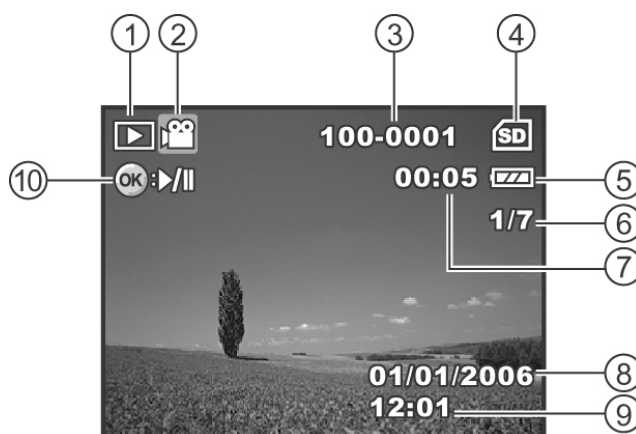 ① ② ③ ④
100-0001 SD
⑩ OK:▶/II 00:05 ⑤
1/7 ⑥
⑦
01/01/2006 ⑧
12:01 ⑨